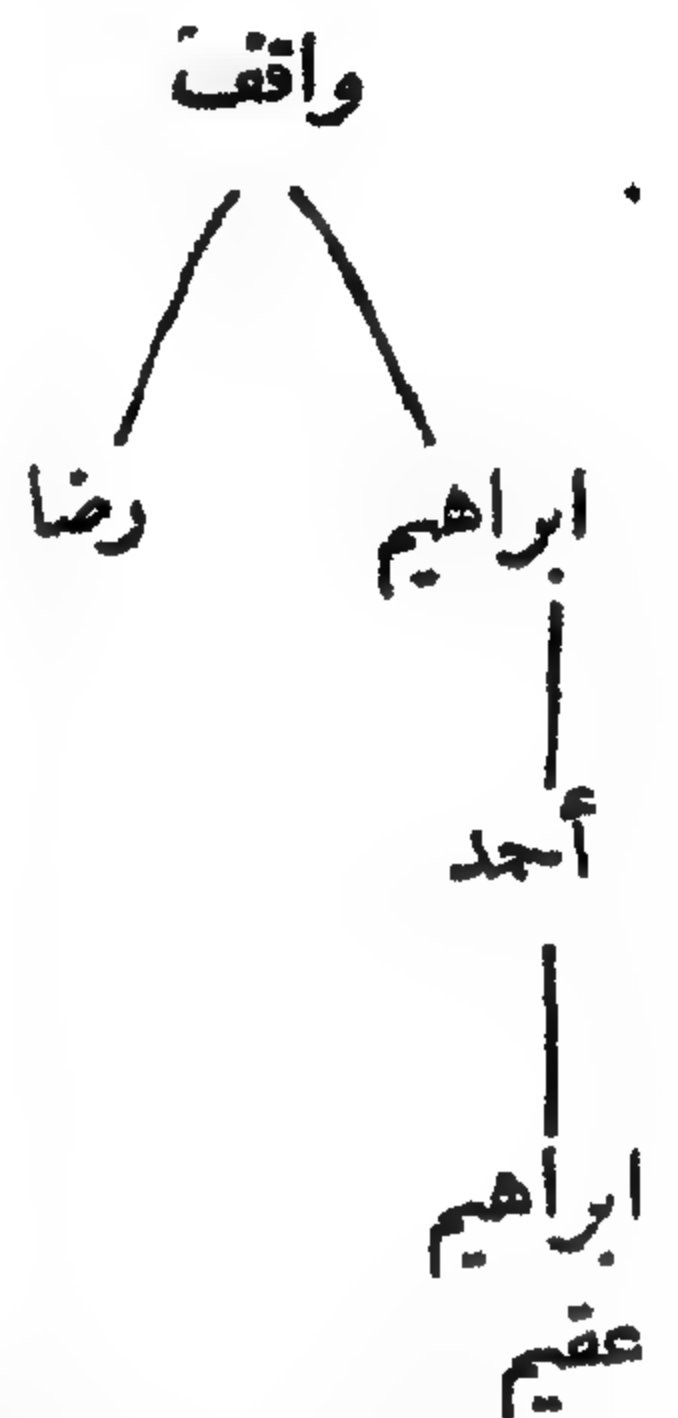 واقف
ابراهيم رضا
أحمد
ابراهيم
عقيم